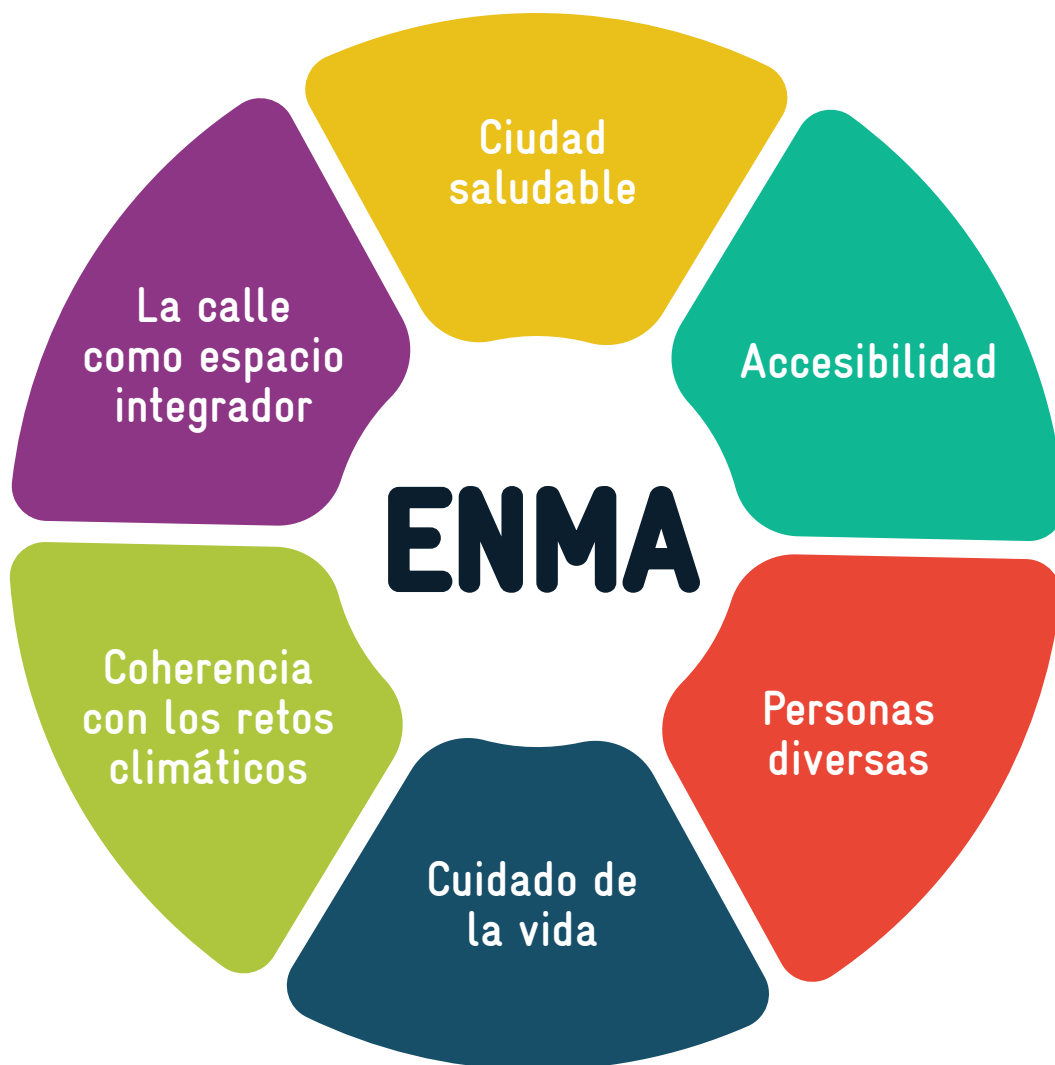 Ciudad
saludable
La calle
como espacio
integrador
Accesibilidad
ENMA
Coherencia
con los retos
climáticos
Personas
diversas
Cuidado de
la vida